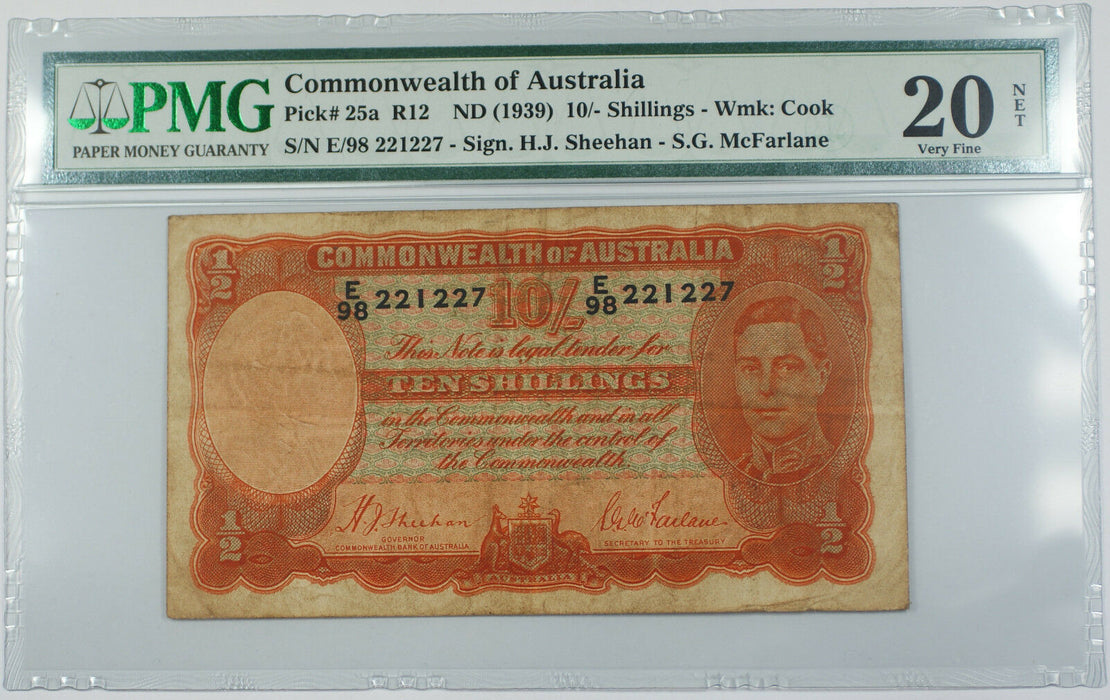 PMG
PAPER MONEY GUARANTY
Commonwealth of Australia
Pick# 25a R12 ND (1939) 10/- Shillings - Wmk: Cook
S/N E/98 221227 - Sign. H.J. Sheehan - S.G. McFarlane
20
Very Fine
NET
1/2
COMMONWEALTH OF AUSTRALIA
1/2
E/98 221227
10/-
E/98 221227
This Note is legal tender for
TEN SHILLINGS
in the Commonwealth and in all
Territories under the control of
the Commonwealth.
H.J. Sheehan
GOVERNOR
COMMONWEALTH BANK OF AUSTRALIA
S.G. McFarlane
SECRETARY TO THE TREASURY
1/2
AUSTRALIA
1/2